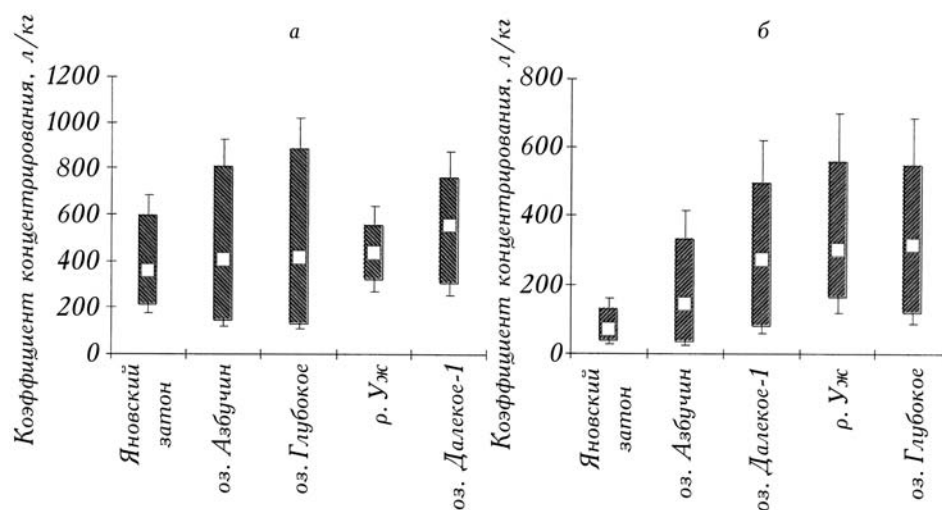 а
Коэффициент концентрирования, л/кг
1200
1000
800
600
400
200
0
Яновский
затон
оз. Азбучин
оз. Глубокое
р. Уж
оз. Далекое-1
б
Коэффициент концентрирования, л/кг
800
600
400
200
0
Яновский
затон
оз. Азбучин
оз. Далекое-1
р. Уж
оз. Глубокое